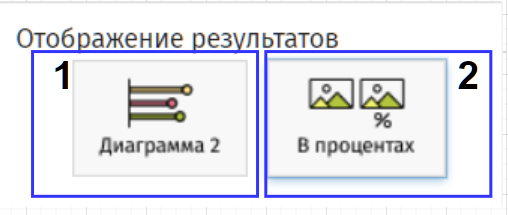 Отображение результатов
1
Диаграмма 2
2
%
В процентах